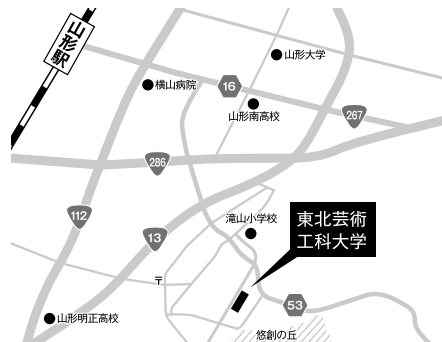 山形駅
山形大学
横山病院
16
山形南高校
267
286
112
滝山小学校
東北芸術
工科大学
13
〒
53
山形明正高校
悠創の丘